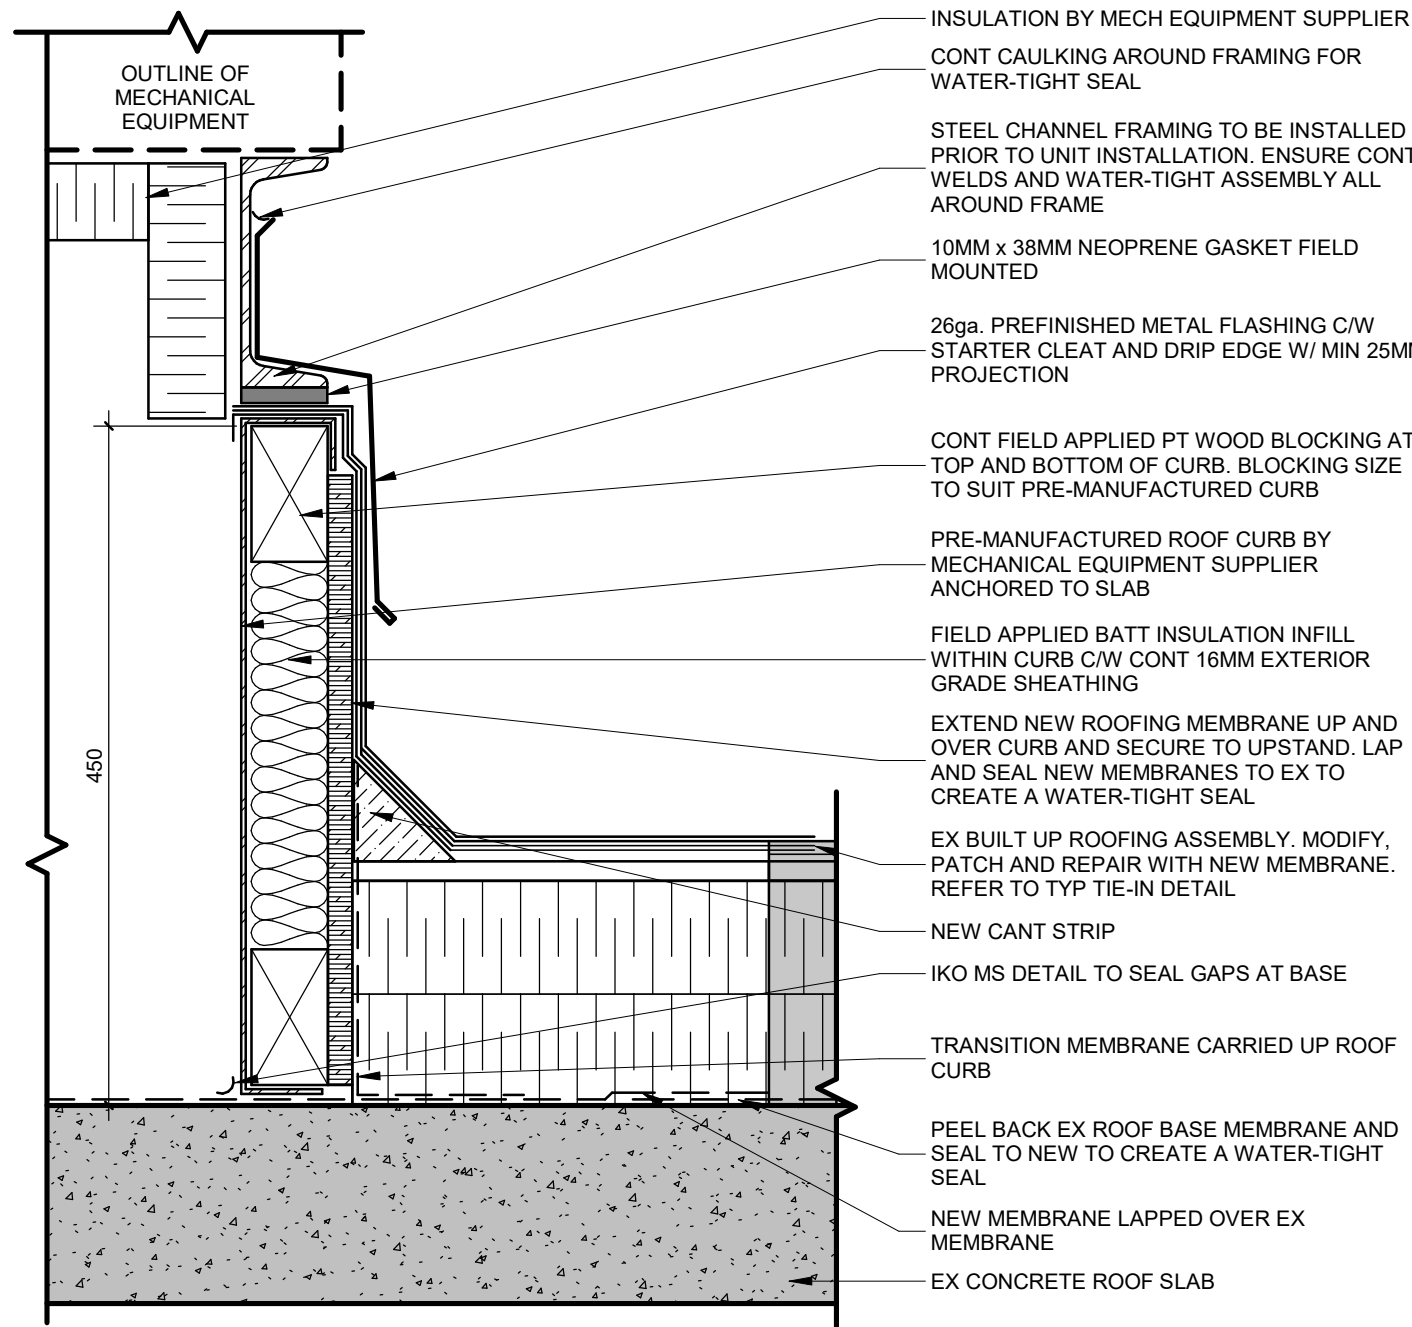 OUTLINE OF
MECHANICAL
EQUIPMENT
INSULATION BY MECH EQUIPMENT SUPPLIER
CONT CAULKING AROUND FRAMING FOR
WATER-TIGHT SEAL
STEEL CHANNEL FRAMING TO BE INSTALLED
PRIOR TO UNIT INSTALLATION. ENSURE CONT
WELDS AND WATER-TIGHT ASSEMBLY ALL
AROUND FRAME
10MM x 38MM NEOPRENE GASKET FIELD
MOUNTED
26ga. PREFINISHED METAL FLASHING C/W
STARTER CLEAT AND DRIP EDGE W/ MIN 25MM
PROJECTION
CONT FIELD APPLIED PT WOOD BLOCKING AT
TOP AND BOTTOM OF CURB. BLOCKING SIZE
TO SUIT PRE-MANUFACTURED CURB
PRE-MANUFACTURED ROOF CURB BY
MECHANICAL EQUIPMENT SUPPLIER
ANCHORED TO SLAB
FIELD APPLIED BATT INSULATION INFILL
WITHIN CURB C/W CONT 16MM EXTERIOR
GRADE SHEATHING
EXTEND NEW ROOFING MEMBRANE UP AND
OVER CURB AND SECURE TO UPSTAND. LAP
AND SEAL NEW MEMBRANES TO EX TO
CREATE A WATER-TIGHT SEAL
EX BUILT UP ROOFING ASSEMBLY. MODIFY,
PATCH AND REPAIR WITH NEW MEMBRANE.
REFER TO TYP TIE-IN DETAIL
NEW CANT STRIP
IKO MS DETAIL TO SEAL GAPS AT BASE
TRANSITION MEMBRANE CARRIED UP ROOF
CURB
PEEL BACK EX ROOF BASE MEMBRANE AND
SEAL TO NEW TO CREATE A WATER-TIGHT
SEAL
NEW MEMBRANE LAPPED OVER EX
MEMBRANE
EX CONCRETE ROOF SLAB
450